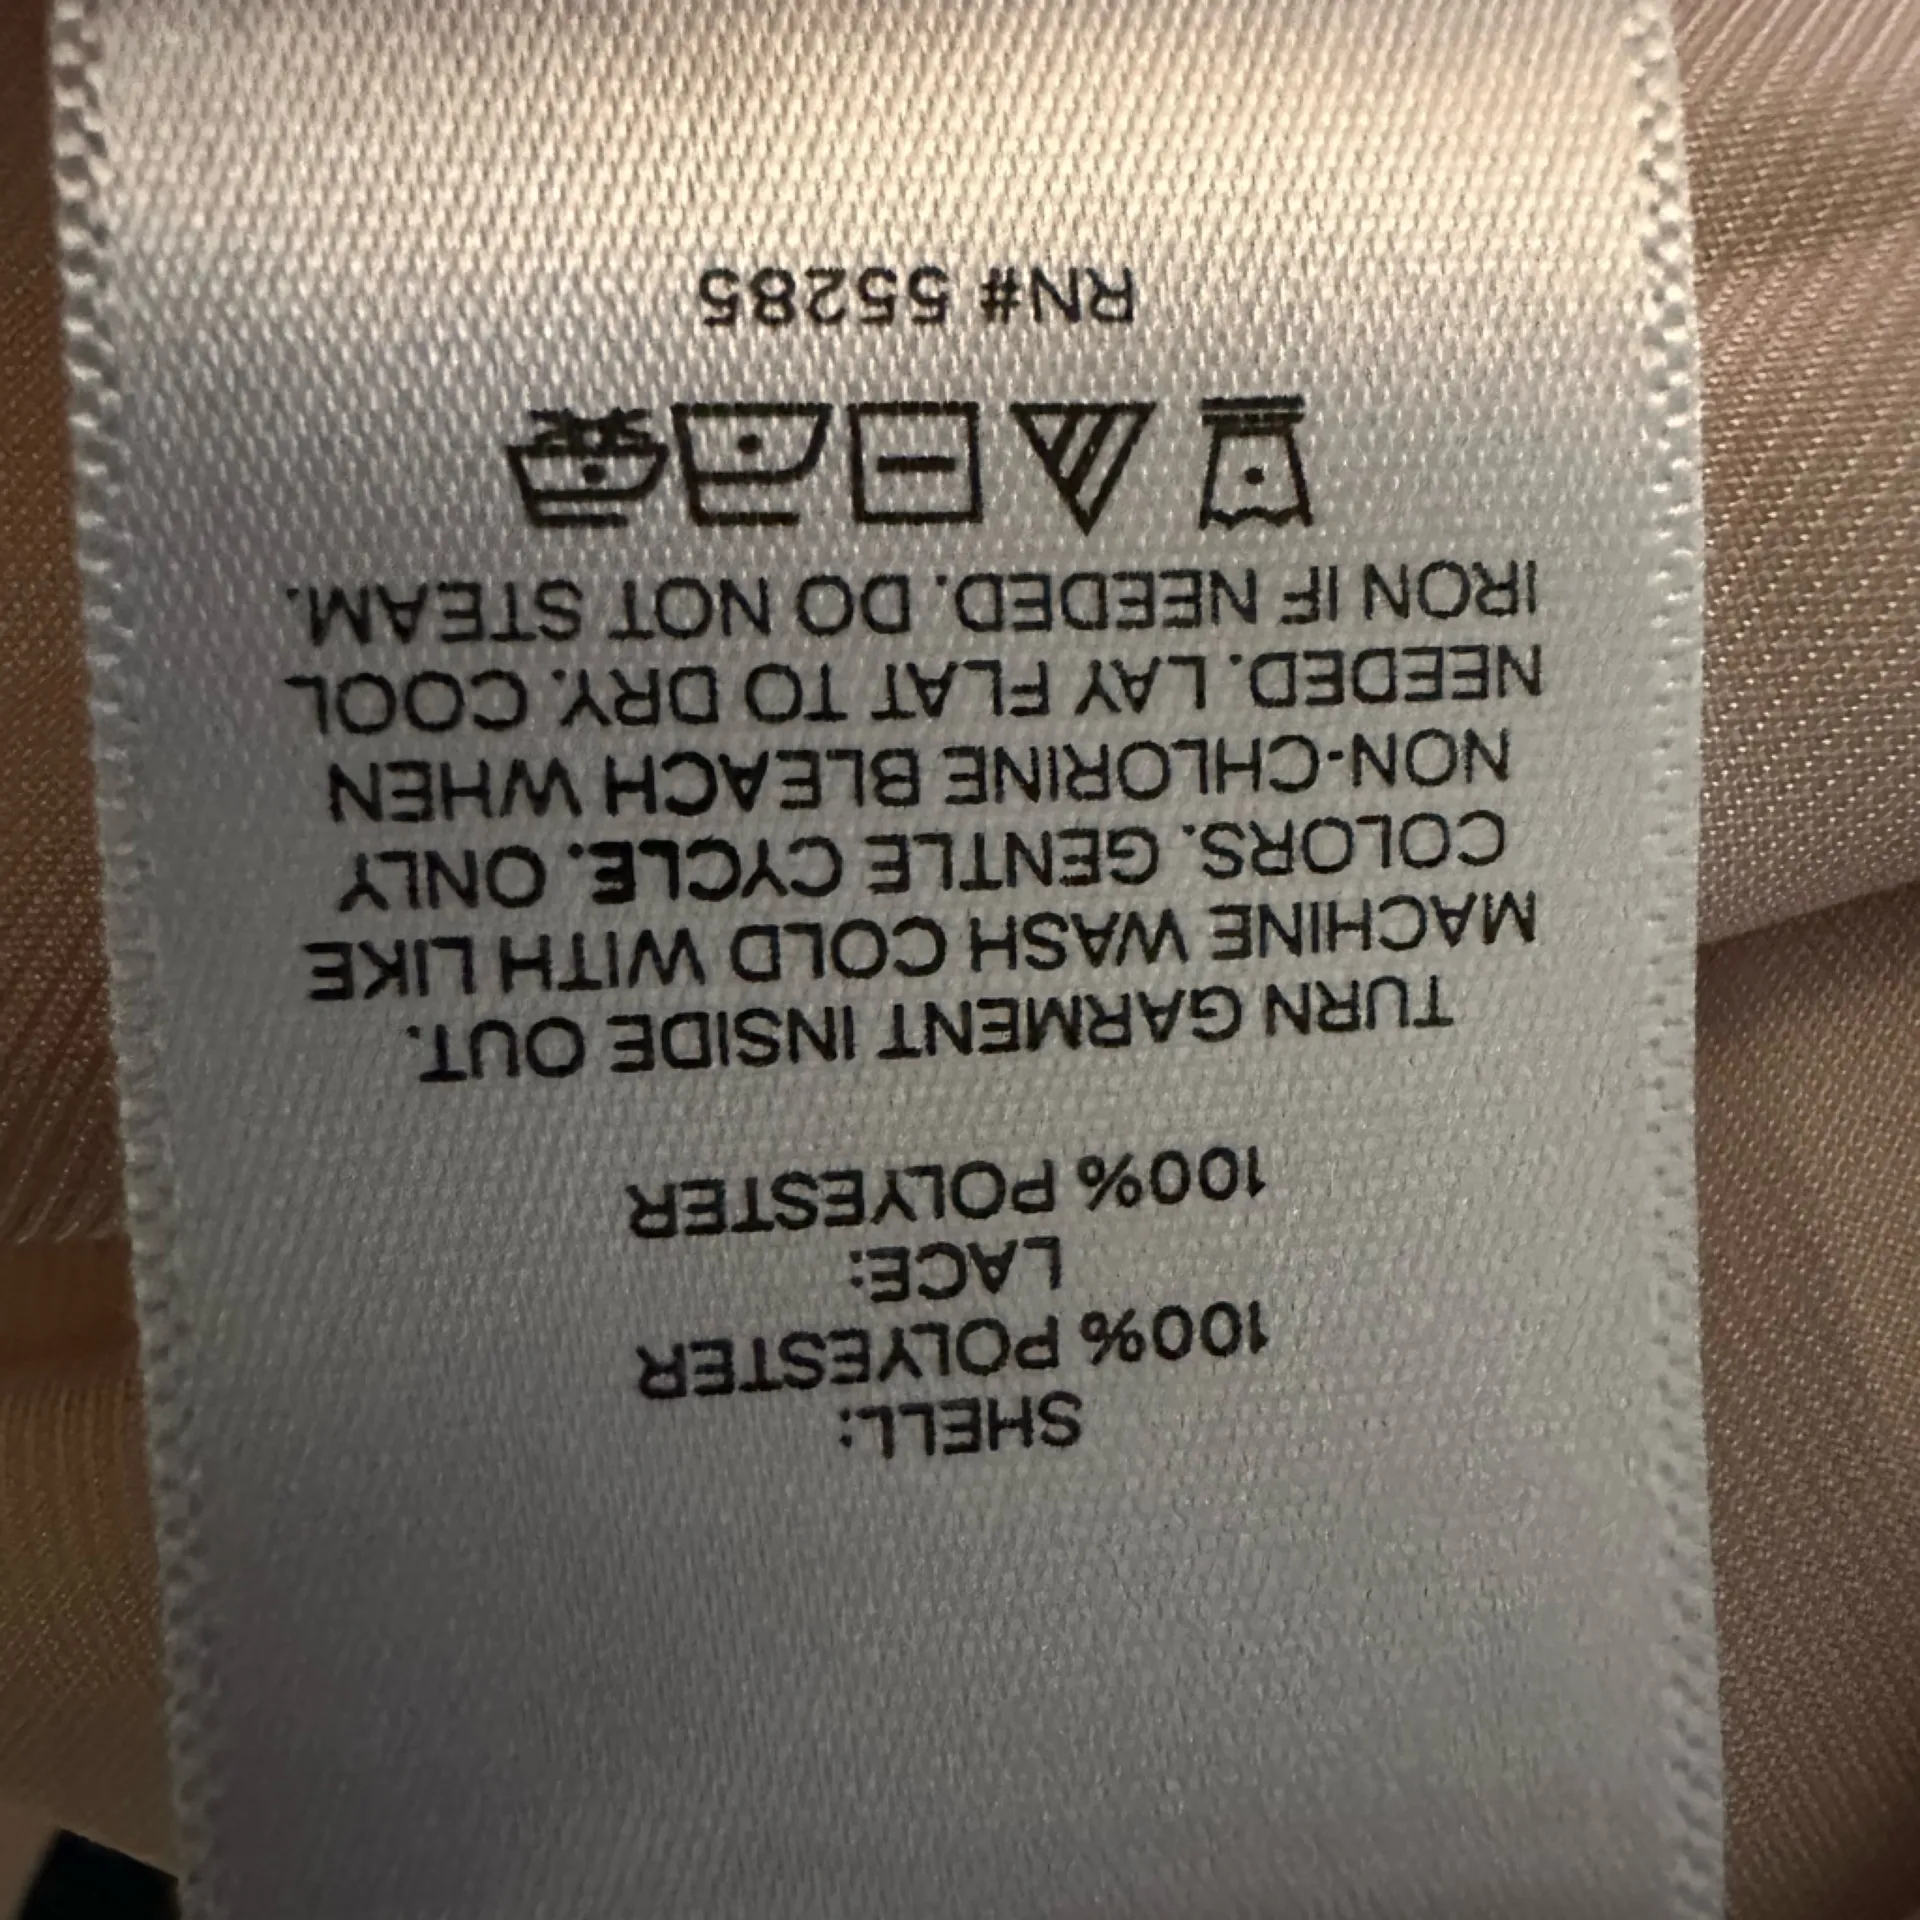 SHELL:
100% POLYESTER
LACE:
100% POLYESTER
TURN GARMENT INSIDE OUT.
MACHINE WASH COLD WITH LIKE
COLORS. GENTLE CYCLE. ONLY
NON-CHLORINE BLEACH WHEN
NEEDED. LAY FLAT TO DRY. COOL
IRON IF NEEDED. DO NOT STEAM.
RN# 55285